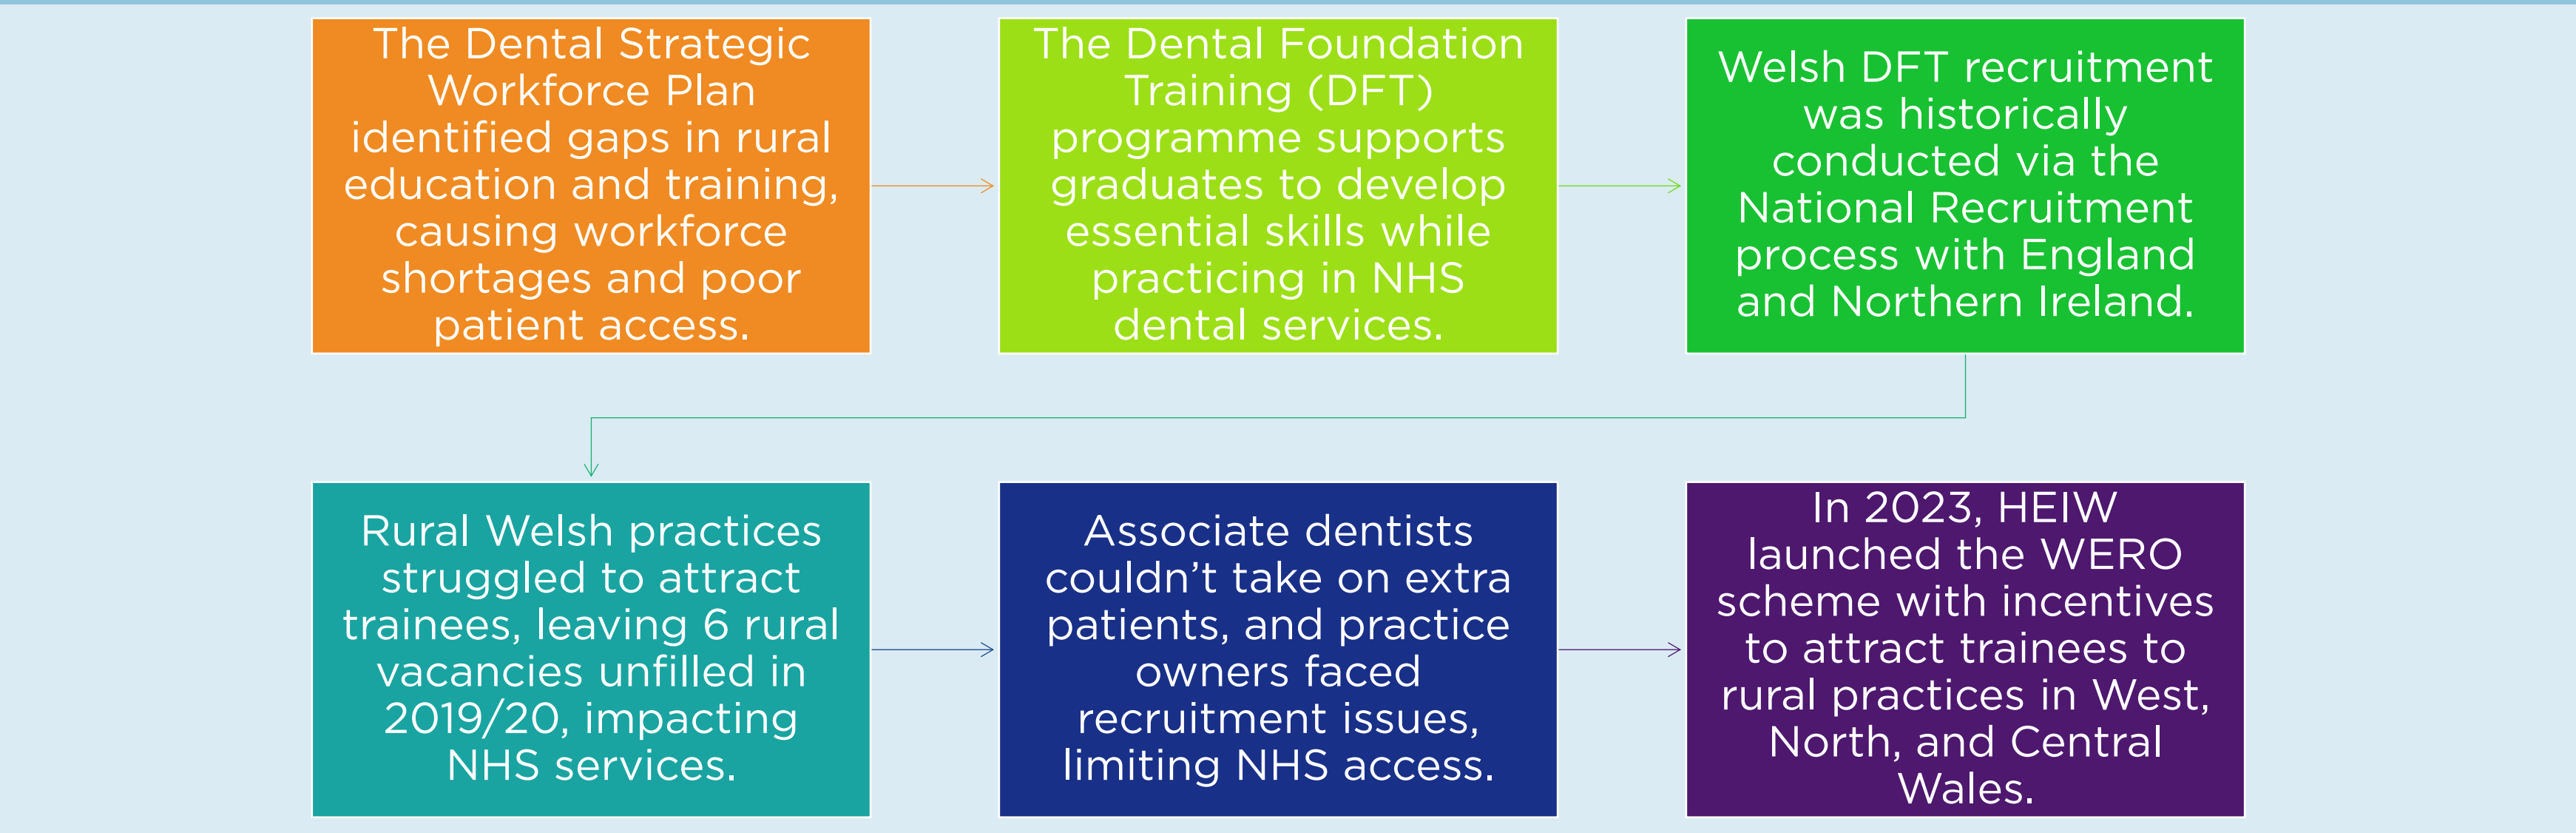 The Dental Strategic
Workforce Plan
identified gaps in rural
education and training,
causing workforce
shortages and poor
patient access.
The Dental Foundation
Training (DFT)
programme supports
graduates to develop
essential skills while
practicing in NHS
dental services.
Welsh DFT recruitment
was historically
conducted via the
National Recruitment
process with England
and Northern Ireland.
Rural Welsh practices
struggled to attract
trainees, leaving 6 rural
vacancies unfilled in
2019/20, impacting
NHS services.
Associate dentists
couldn’t take on extra
patients, and practice
owners faced
recruitment issues,
limiting NHS access.
In 2023, HEIW
launched the WERO
scheme with incentives
to attract trainees to
rural practices in West,
North, and Central
Wales.